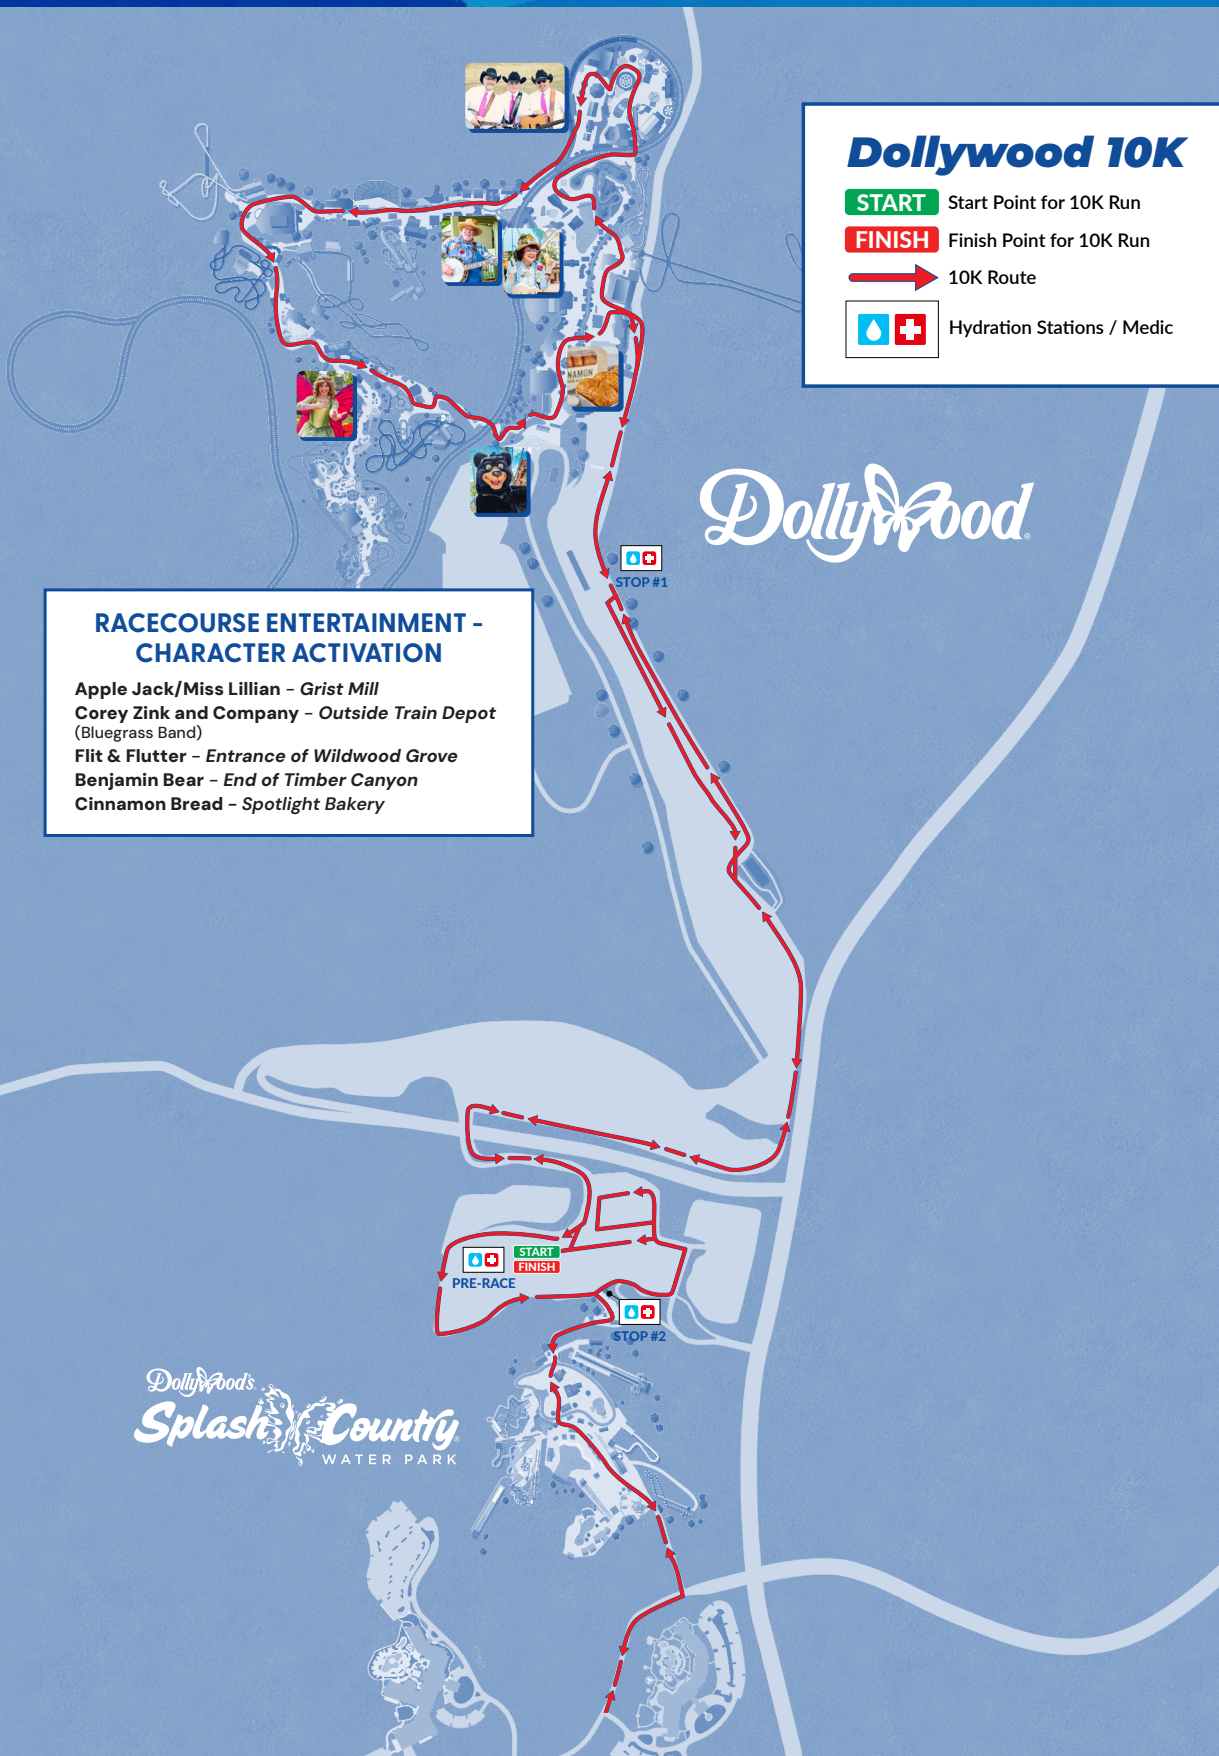 Dollywood 10K
START Start Point for 10K Run
FINISH Finish Point for 10K Run
10K Route
Hydration Stations / Medic
NAMON
Dollywood
STOP #1
RACECOURSE ENTERTAINMENT -
CHARACTER ACTIVATION
Apple Jack/Miss Lillian - Grist Mill
Corey Zink and Company - Outside Train Depot
(Bluegrass Band)
Flit & Flutter - Entrance of Wildwood Grove
Benjamin Bear - End of Timber Canyon
Cinnamon Bread - Spotlight Bakery
START
FINISH
PRE-RACE
STOP #2
Dollywood's
Splash Country
WATER PARK